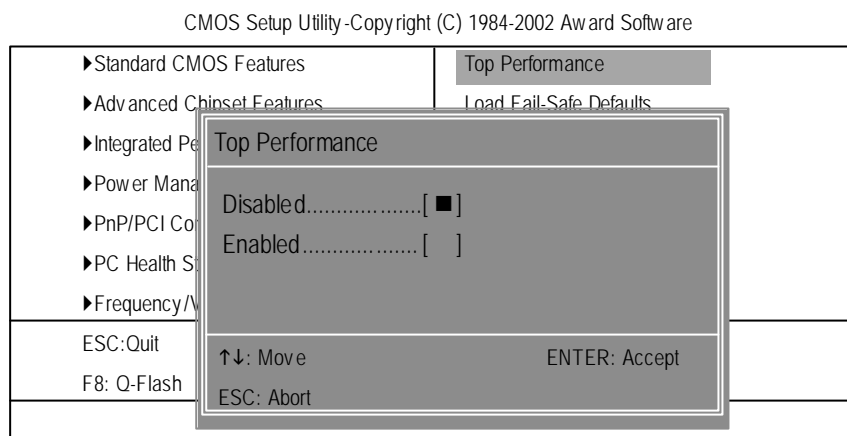 CMOS Setup Utility-Copyright (C) 1984-2002 Award Software
▶Standard CMOS Features
Top Performance
▶Advanced Chipset Features
Load Fail-Safe Defaults
▶Integrated Pe
▶Power Mana
▶PnP/PCI Co
▶PC Health S
▶Frequency/V
Top Performance
Disabled...................[ ■ ]
Enabled...................[  ]
↑↓: Move
ENTER: Accept
ESC: Abort
ESC:Quit
F8: Q-Flash